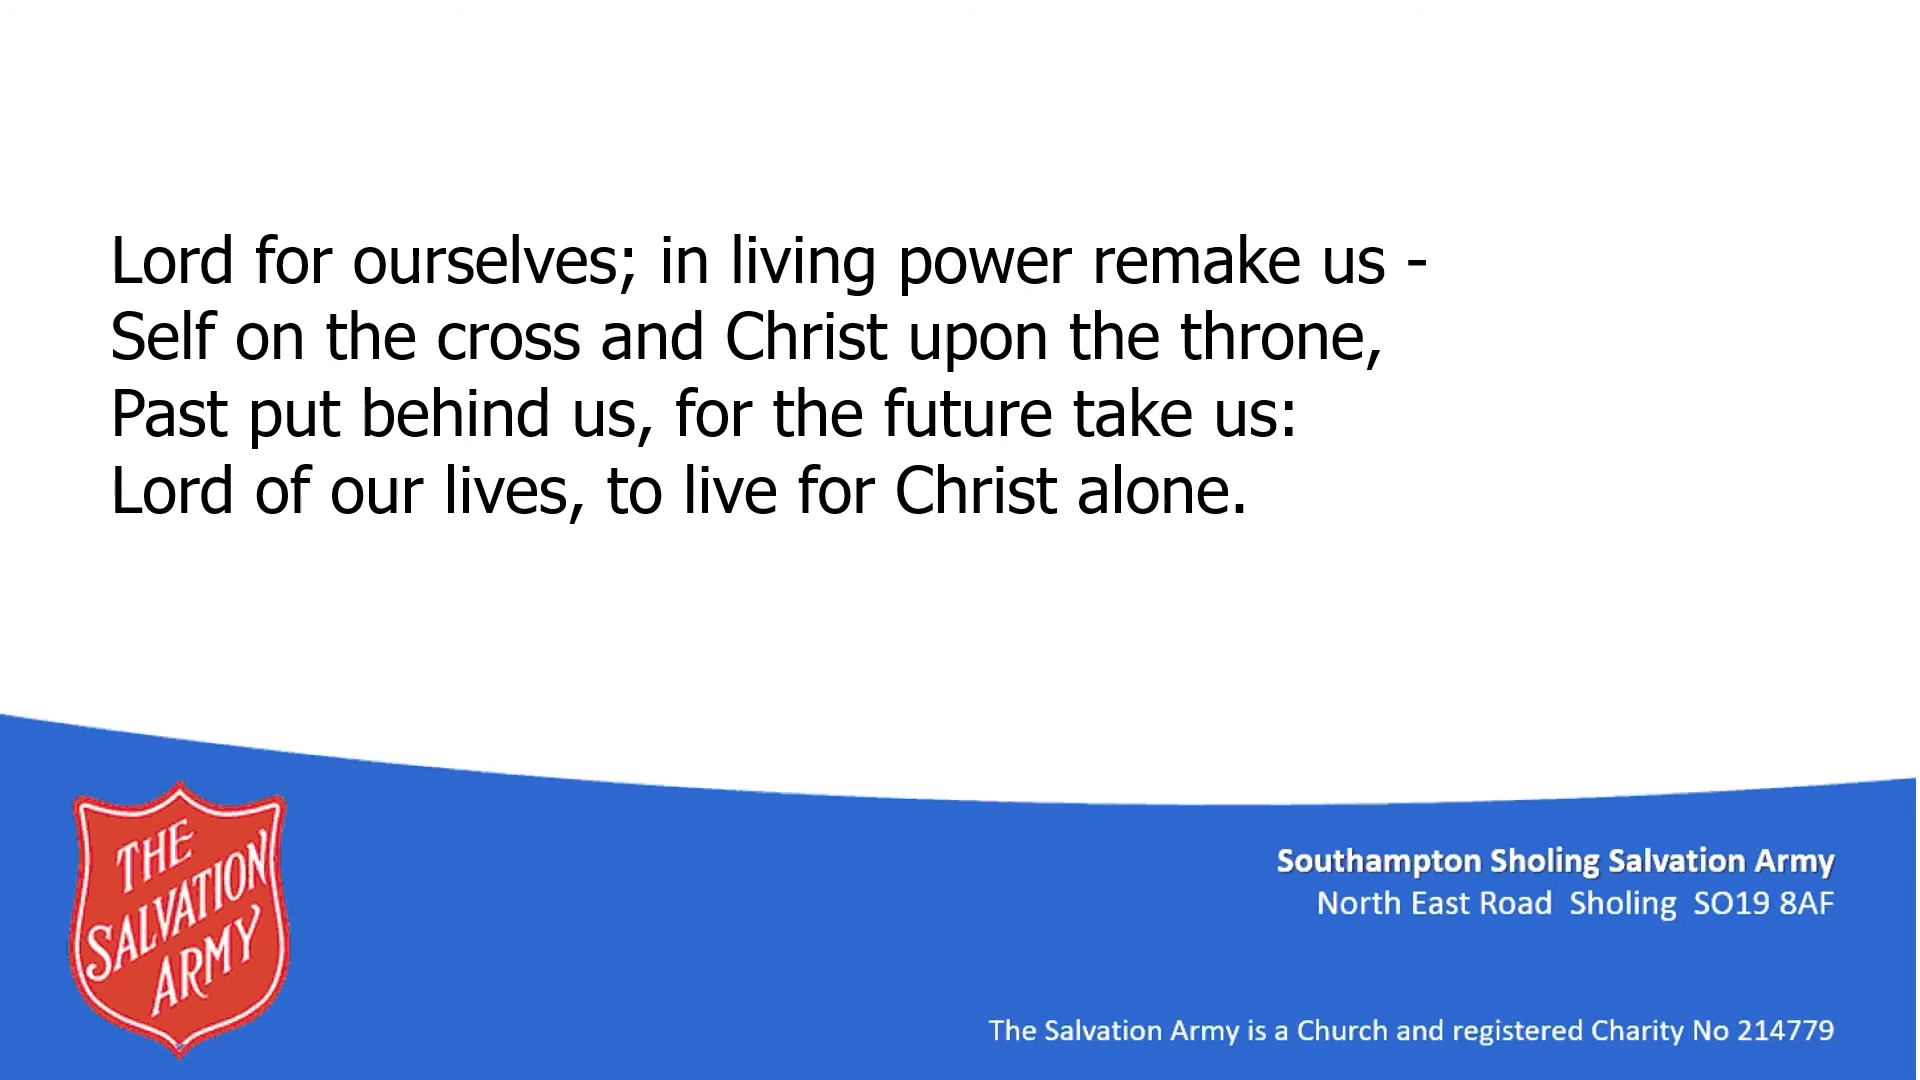 Lord for ourselves; in living power remake us -
Self on the cross and Christ upon the throne,
Past put behind us, for the future take us:
Lord of our lives, to live for Christ alone.
THE
SALVATION
ARMY
Southampton Sholing Salvation Army
North East Road  Sholing  SO19 8AF
The Salvation Army is a Church and registered Charity No 214779